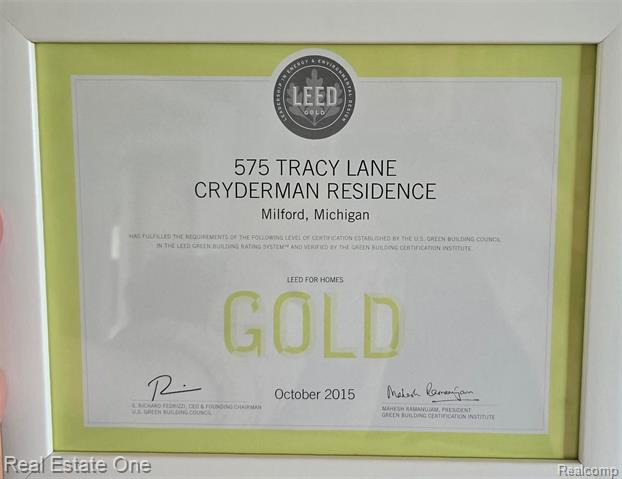 LEADERSHIP IN ENERGY & ENVIRONMENTAL DESIGN
LEED
GOLD
575 TRACY LANE
CRYDERMAN RESIDENCE
Milford, Michigan
HAS FULFILLED THE REQUIREMENTS OF THE FOLLOWING LEVEL OF CERTIFICATION ESTABLISHED BY THE U.S. GREEN BUILDING COUNCIL
IN THE LEED GREEN BUILDING RATING SYSTEM™ AND VERIFIED BY THE GREEN BUILDING CERTIFICATION INSTITUTE.
LEED FOR HOMES
GOLD
October 2015
Mahesh Ramanujam
S. RICHARD FEDRIZZI, CEO & FOUNDING CHAIRMAN
U.S. GREEN BUILDING COUNCIL
MAHESH RAMANUJAM, PRESIDENT
GREEN BUILDING CERTIFICATION INSTITUTE
Real Estate One
Realcomp